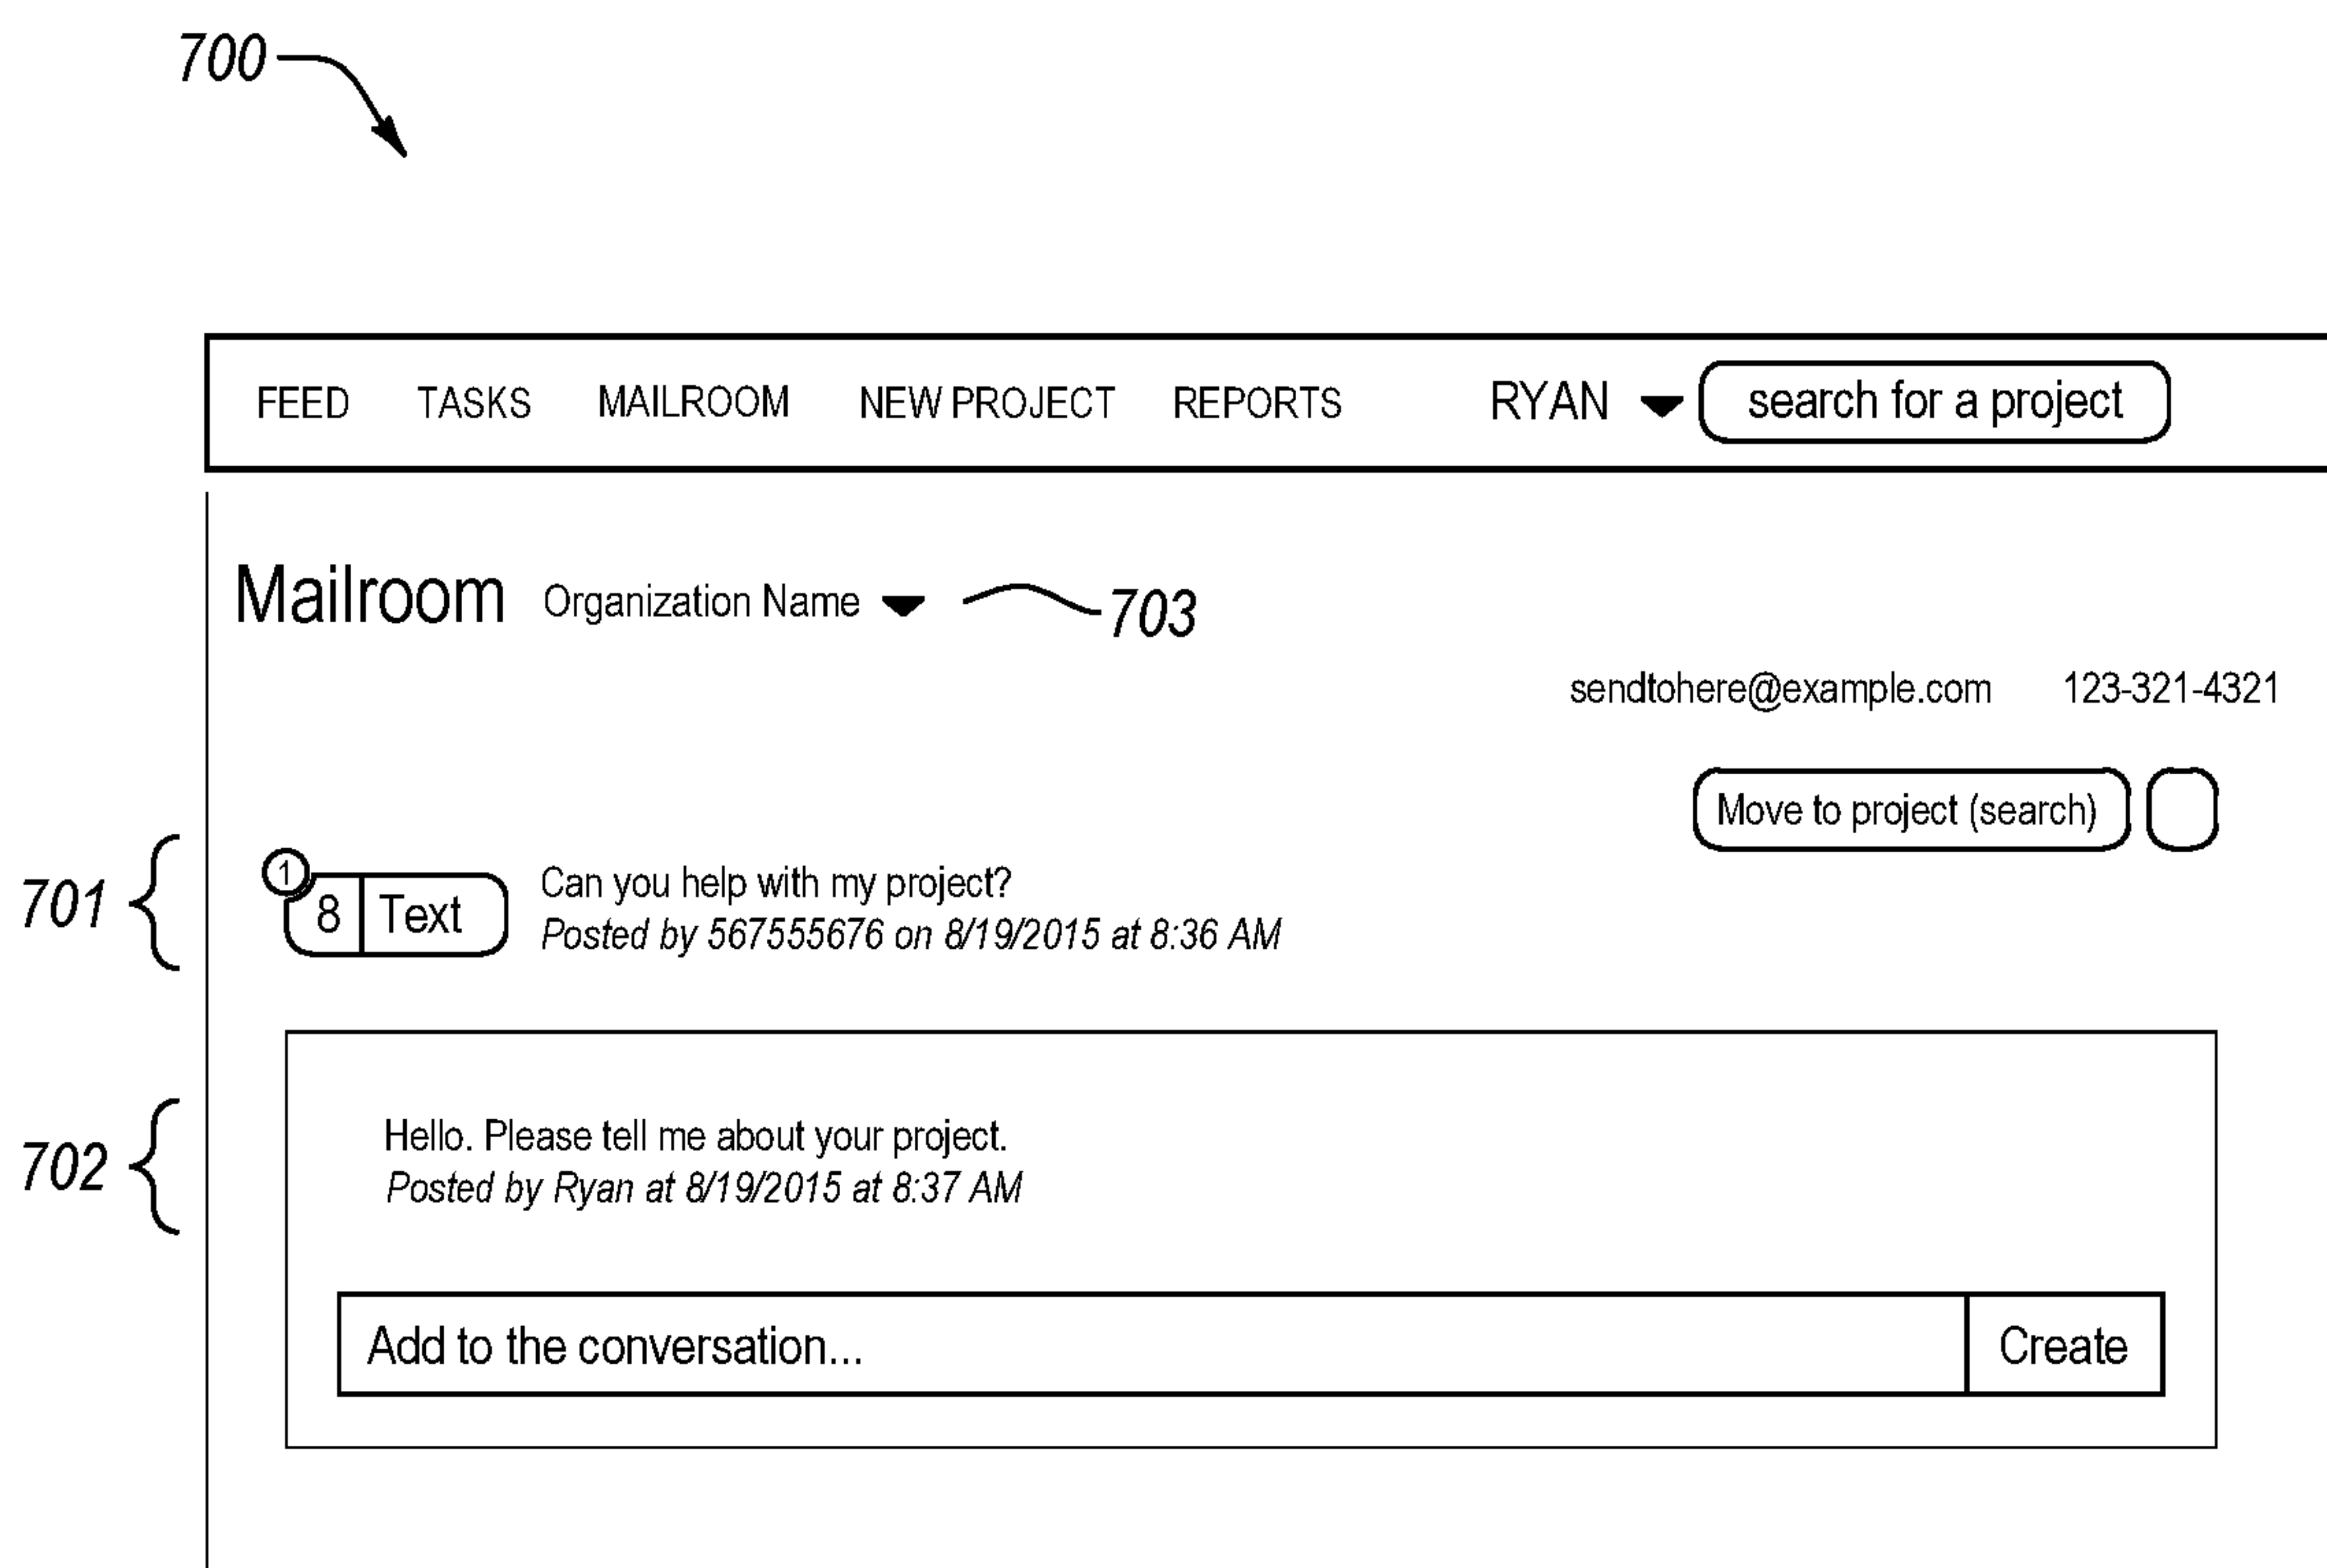 700
FEED TASKS MAILROOM NEW PROJECT REPORTS RYAN search for a project
Mailroom Organization Name 703
sendtohere@example.com 123-321-4321
Move to project (search)
701
1
8 Text
Can you help with my project?
Posted by 567555676 on 8/19/2015 at 8:36 AM
702
Hello. Please tell me about your project.
Posted by Ryan at 8/19/2015 at 8:37 AM
Add to the conversation... Create